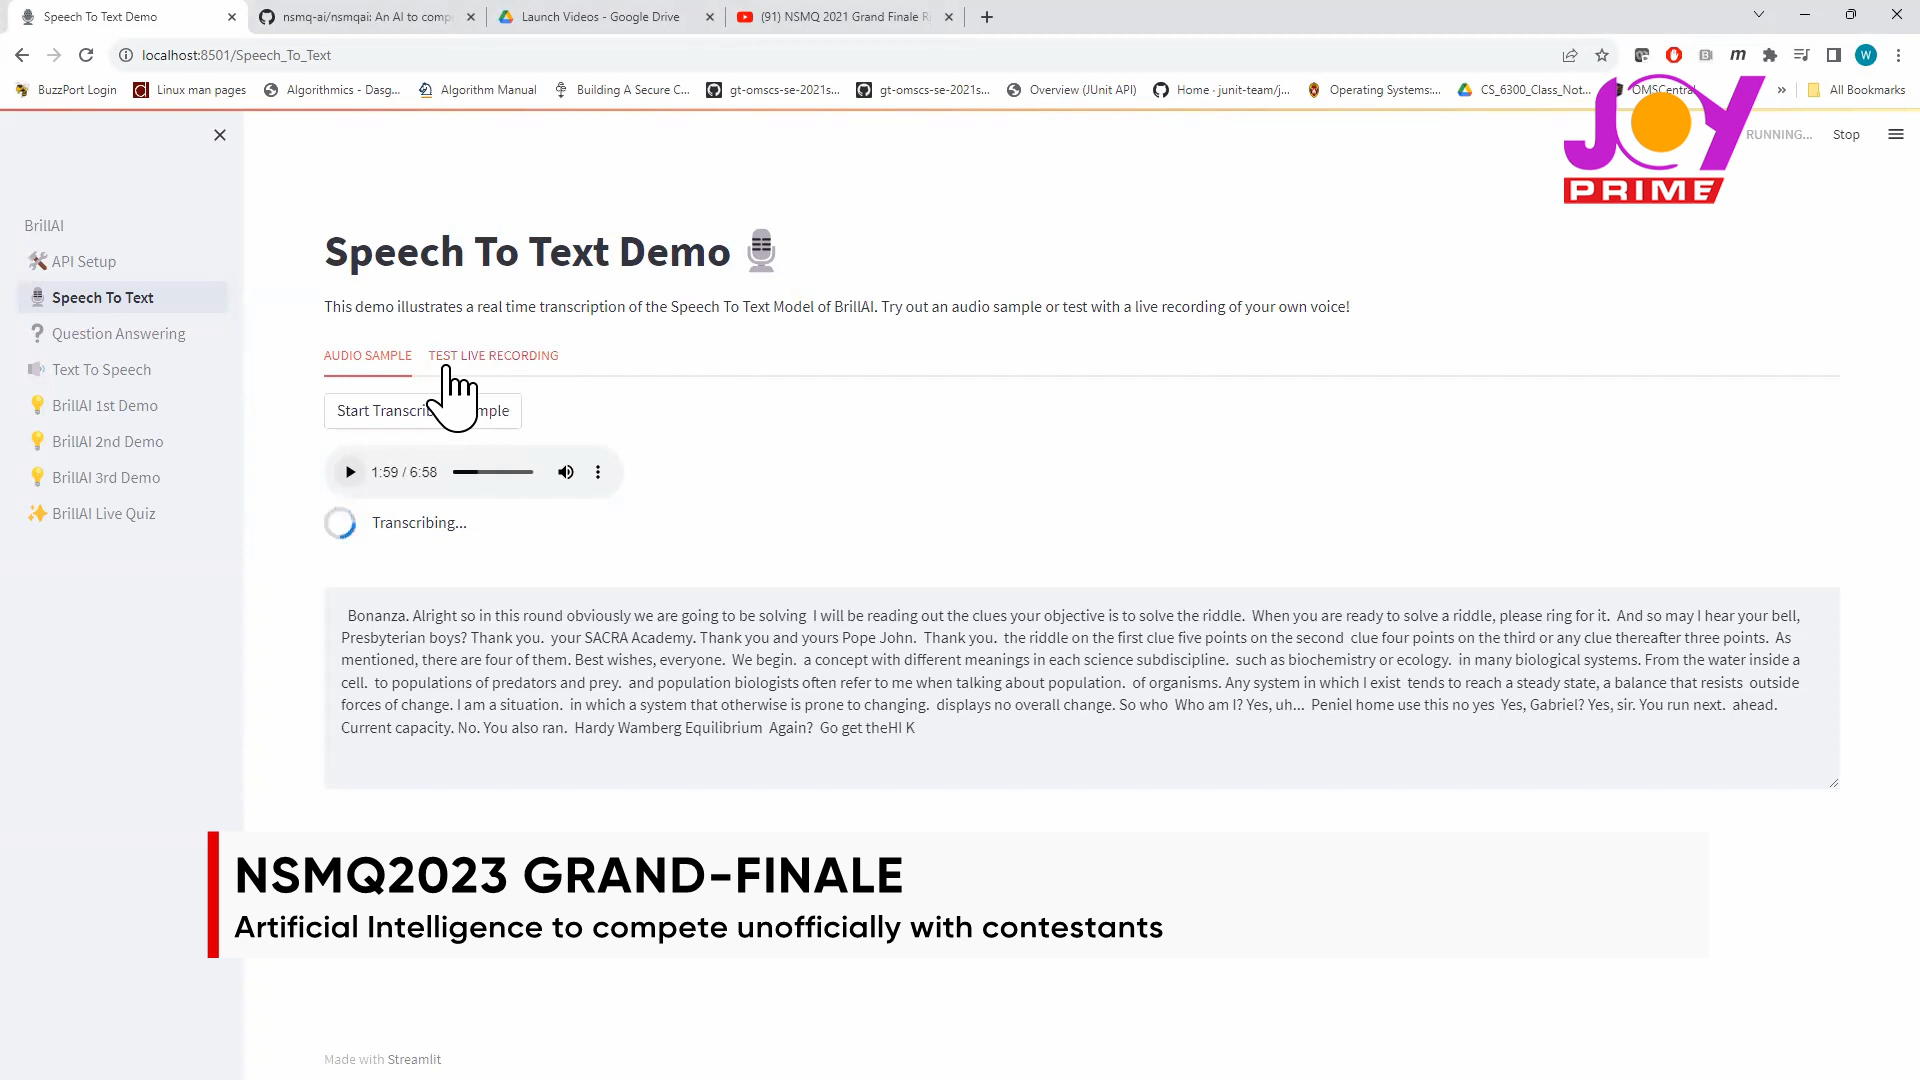 Speech To Text Demo
nsmq-ai/nsmqai: An AI to comp
Launch Videos - Google Drive
(91) NSMQ 2021 Grand Finale R
localhost:8501/Speech_To_Text
BuzzPort Login
Linux man pages
Algorithmics - Dasg...
Algorithm Manual
Building A Secure C...
gt-omscs-se-2021s...
gt-omscs-se-2021s...
Overview (JUnit API)
Home · junit-team/j...
Operating Systems:...
CS_6300_Class_Not...
OMSCentral
»
All Bookmarks
JOY
PRIME
RUNNING...
Stop
BrillAI
API Setup
Speech To Text
Question Answering
Text To Speech
BrillAI 1st Demo
BrillAI 2nd Demo
BrillAI 3rd Demo
BrillAI Live Quiz
Speech To Text Demo
This demo illustrates a real time transcription of the Speech To Text Model of BrillAI. Try out an audio sample or test with a live recording of your own voice!
AUDIO SAMPLE
TEST LIVE RECORDING
Start Transcrib mple
1:59 / 6:58
Transcribing...
Bonanza. Alright so in this round obviously we are going to be solving I will be reading out the clues your objective is to solve the riddle. When you are ready to solve a riddle, please ring for it. And so may I hear your bell,
Presbyterian boys? Thank you. your SACRA Academy. Thank you and yours Pope John. Thank you. the riddle on the first clue five points on the second clue four points on the third or any clue thereafter three points. As
mentioned, there are four of them. Best wishes, everyone. We begin. a concept with different meanings in each science subdiscipline. such as biochemistry or ecology. in many biological systems. From the water inside a
cell. to populations of predators and prey. and population biologists often refer to me when talking about population. of organisms. Any system in which I exist tends to reach a steady state, a balance that resists outside
forces of change. I am a situation. in which a system that otherwise is prone to changing. displays no overall change. So who Who am I? Yes, uh... Peniel home use this no yes Yes, Gabriel? Yes, sir. You run next. ahead.
Current capacity. No. You also ran. Hardy Wamberg Equilibrium Again? Go get theHI K
NSMQ2023 GRAND-FINALE
Artificial Intelligence to compete unofficially with contestants
Made with Streamlit